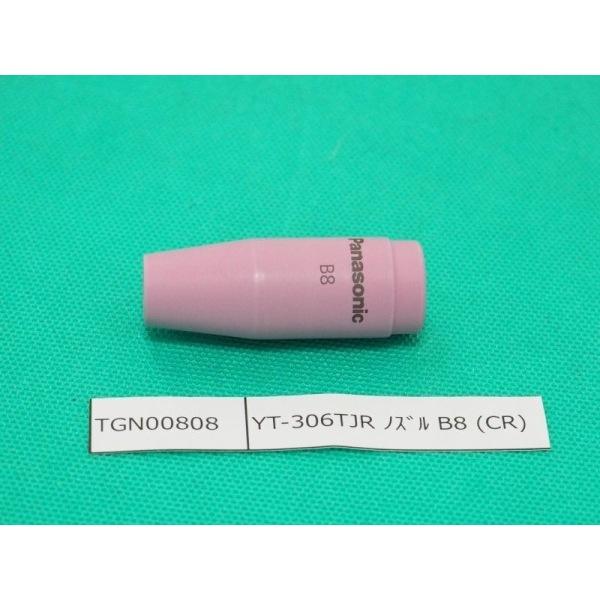 Panasonic
B8
TGN00808
YT-306TJR ﾉｽﾞﾙ B8 (CR)